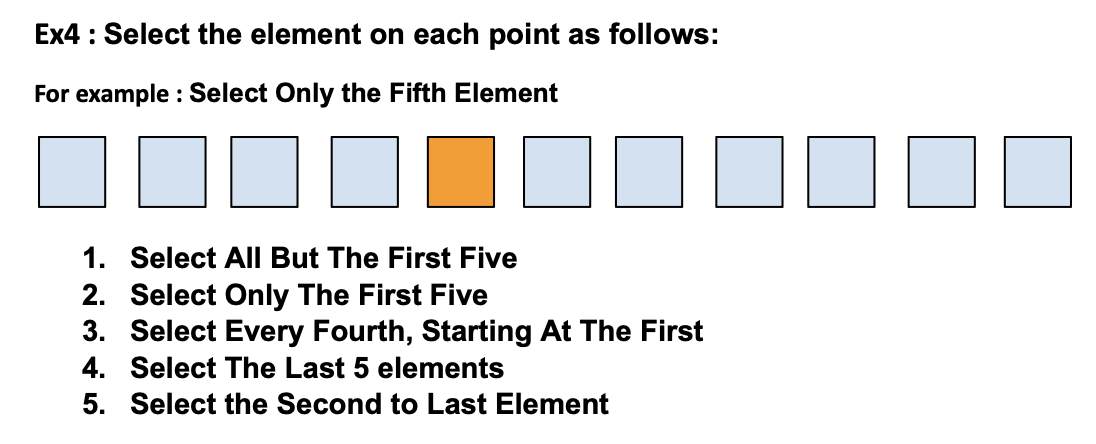 Ex4 : Select the element on each point as follows:
For example : Select Only the Fifth Element
1. Select All But The First Five
2. Select Only The First Five
3. Select Every Fourth, Starting At The First
4. Select The Last 5 elements
5. Select the Second to Last Element